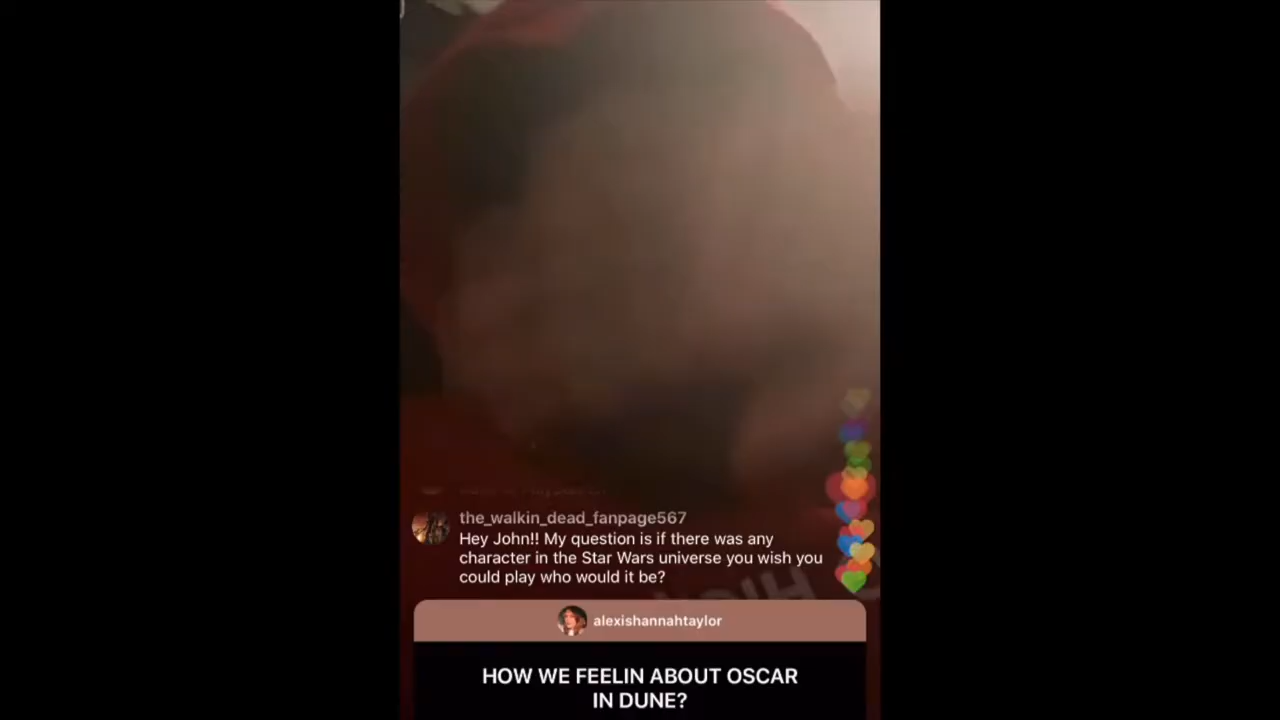 the_walkin_dead_fanpage567
Hey John!! My question is if there was any
character in the Star Wars universe you wish you
could play who would it be?
alexishannahtaylor
HOW WE FEELIN ABOUT OSCAR
IN DUNE?